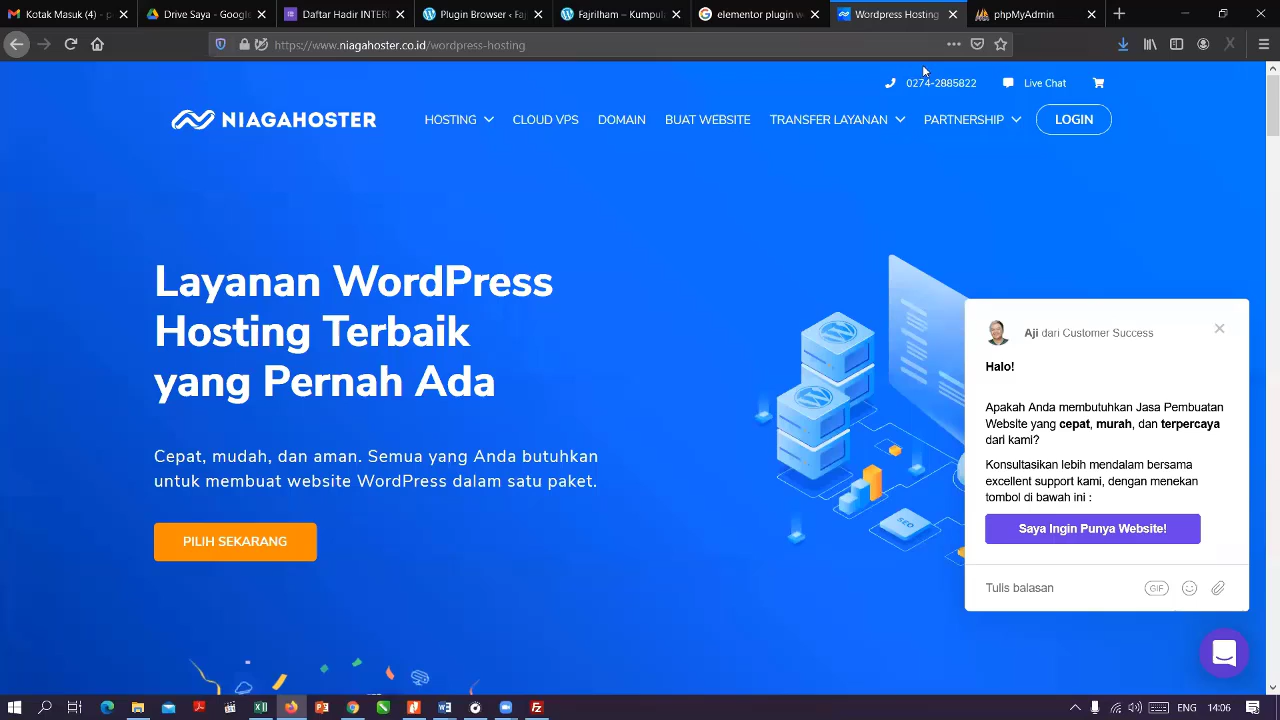 Kotak Masuk (4) - p
Drive Saya - Google
Daftar Hadir INTERI
Plugin Browser ‹ Faj
Fajrilham – Kumpula
elementor plugin w
Wordpress Hosting
phpMyAdmin
https://www.niagahoster.co.id/wordpress-hosting
0274-2885822
Live Chat
NIAGAHOSTER
HOSTING
CLOUD VPS
DOMAIN
BUAT WEBSITE
TRANSFER LAYANAN
PARTNERSHIP
LOGIN
Layanan WordPress
Hosting Terbaik
yang Pernah Ada
Cepat, mudah, dan aman. Semua yang Anda butuhkan
untuk membuat website WordPress dalam satu paket.
PILIH SEKARANG
SEO
Aji dari Customer Success
Halo!
Apakah Anda membutuhkan Jasa Pembuatan
Website yang cepat, murah, dan terpercaya
dari kami?
Konsultasikan lebih mendalam bersama
excellent support kami, dengan menekan
tombol di bawah ini :
Saya Ingin Punya Website!
Tulis balasan
GIF
ENG
14:06